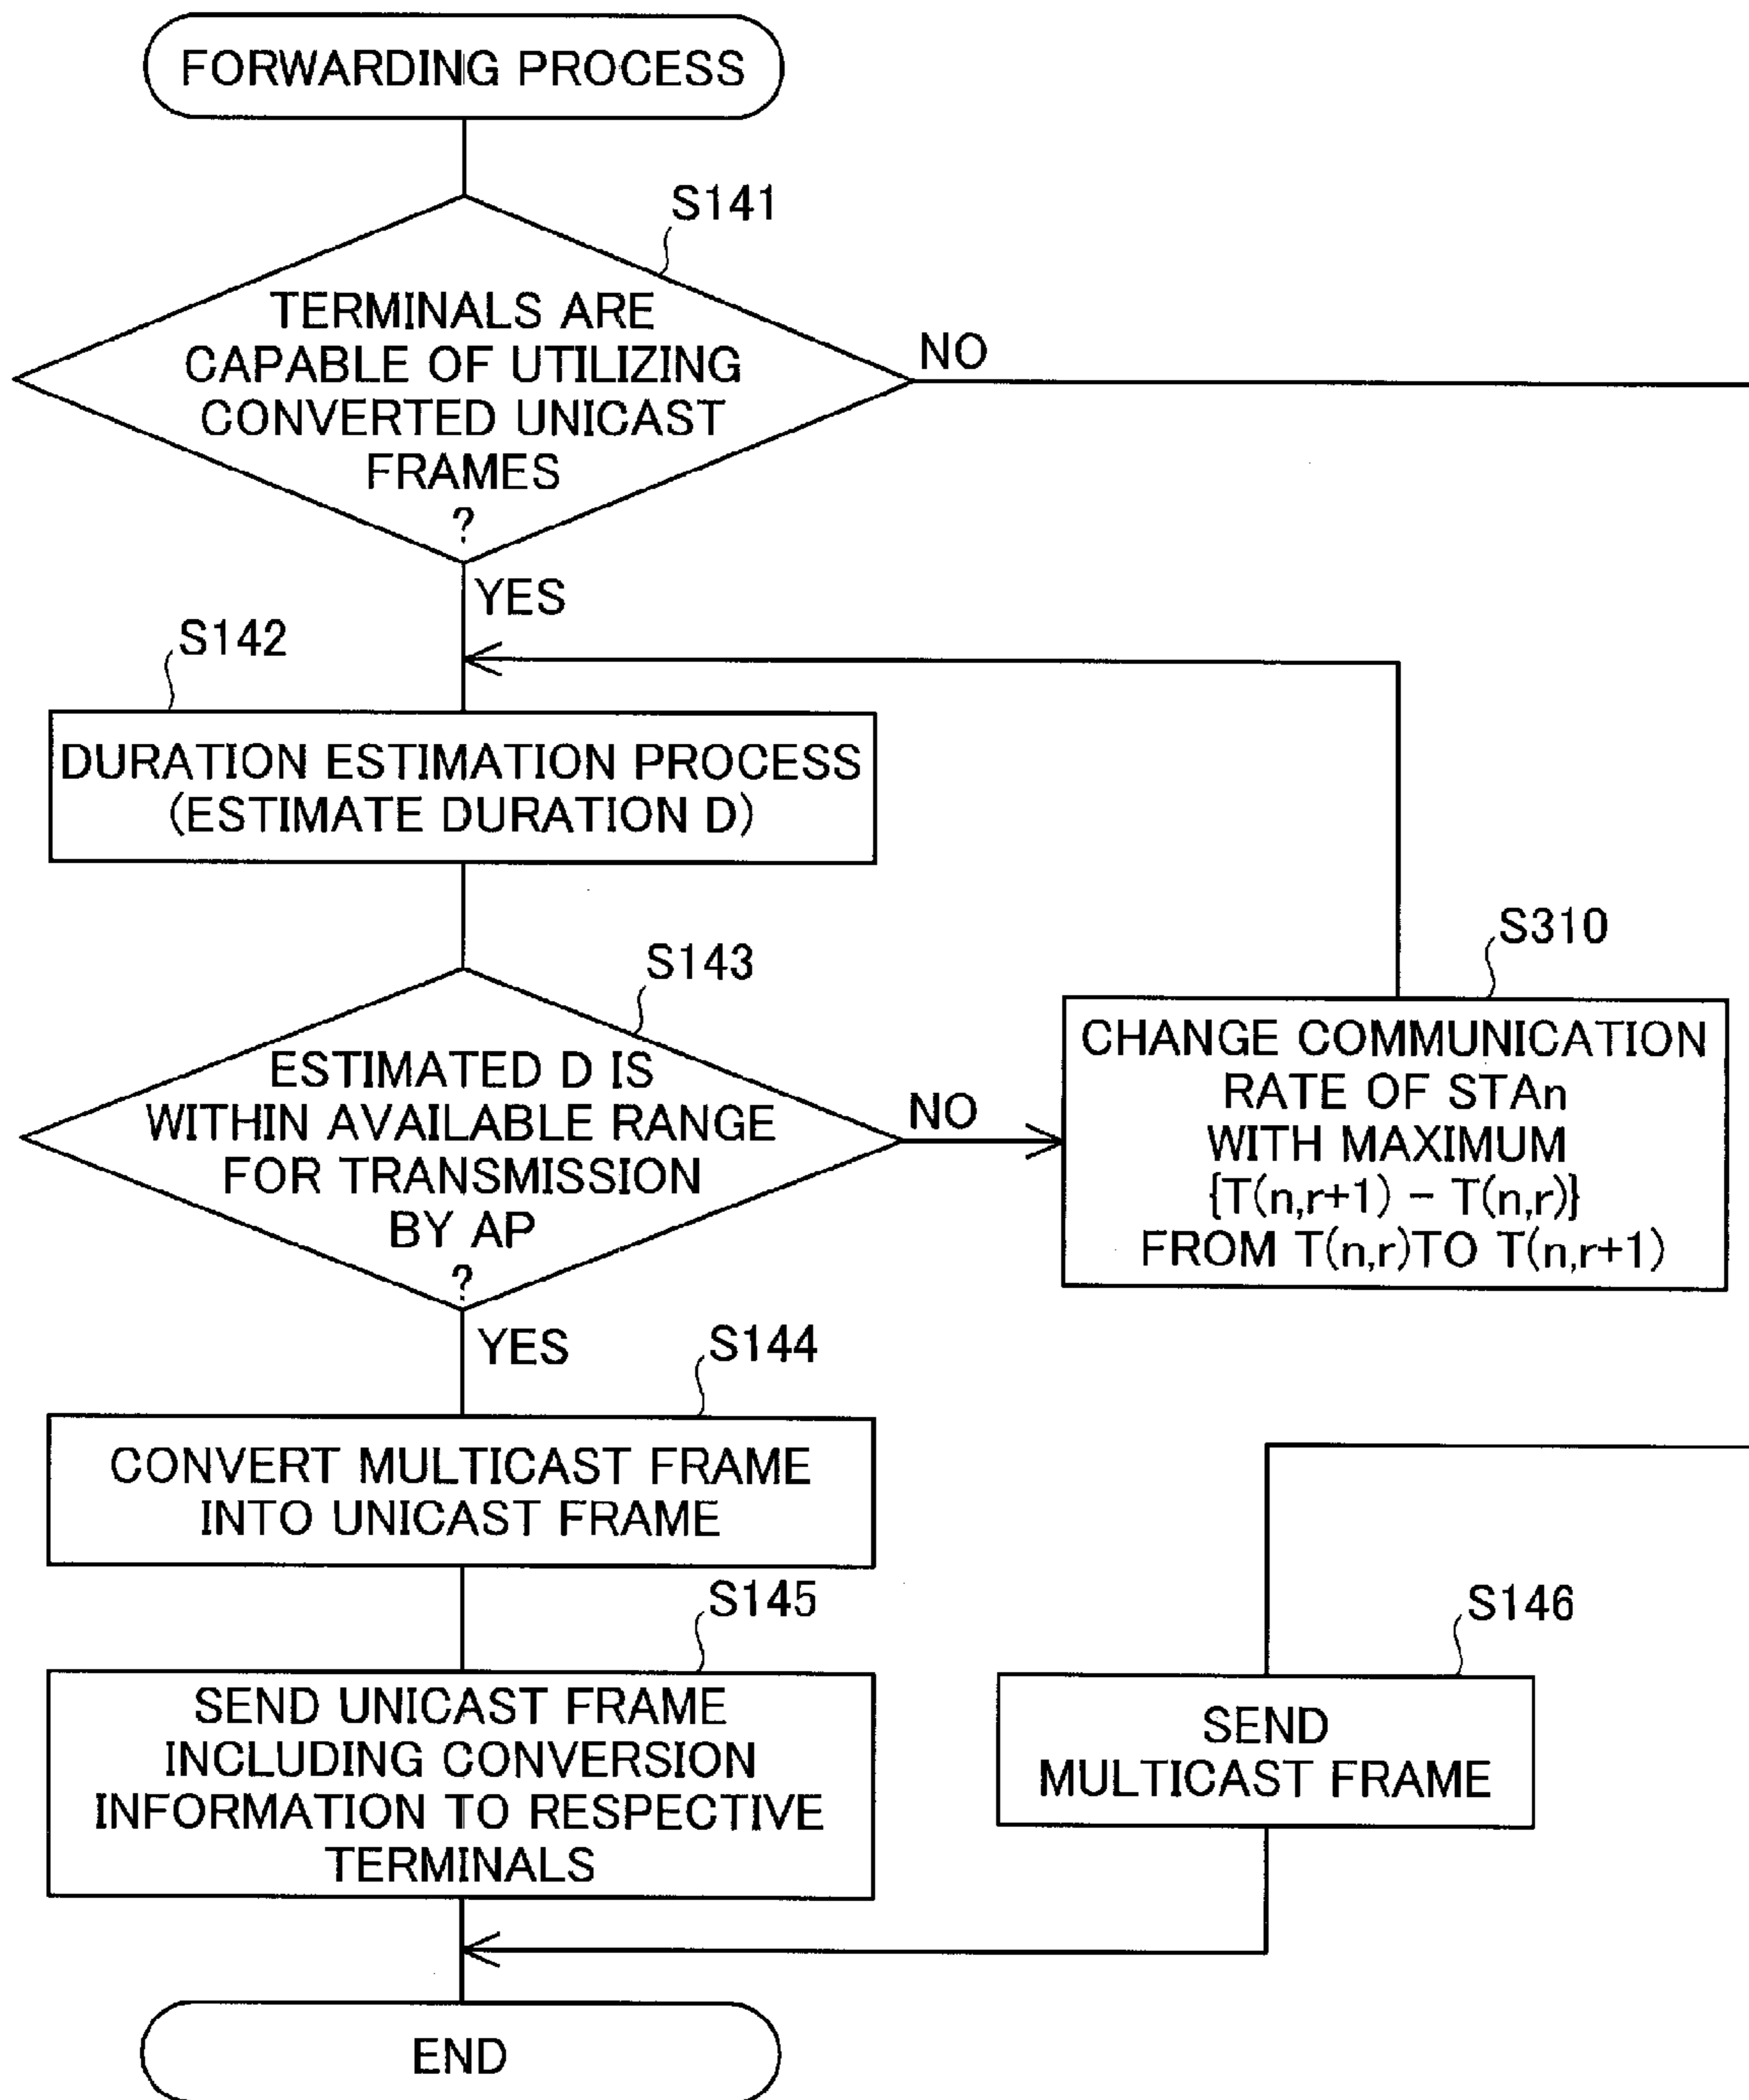 FORWARDING PROCESS
S141
TERMINALS ARE
CAPABLE OF UTILIZING
CONVERTED UNICAST
FRAMES
?
NO
YES
S142
DURATION ESTIMATION PROCESS
(ESTIMATE DURATION D)
S143
ESTIMATED D IS
WITHIN AVAILABLE RANGE
FOR TRANSMISSION
BY AP
?
NO
S310
CHANGE COMMUNICATION
RATE OF STAn
WITH MAXIMUM
{T(n,r+1) - T(n,r)}
FROM T(n,r)TO T(n,r+1)
YES
S144
CONVERT MULTICAST FRAME
INTO UNICAST FRAME
S145
SEND UNICAST FRAME
INCLUDING CONVERSION
INFORMATION TO RESPECTIVE
TERMINALS
S146
SEND
MULTICAST FRAME
END